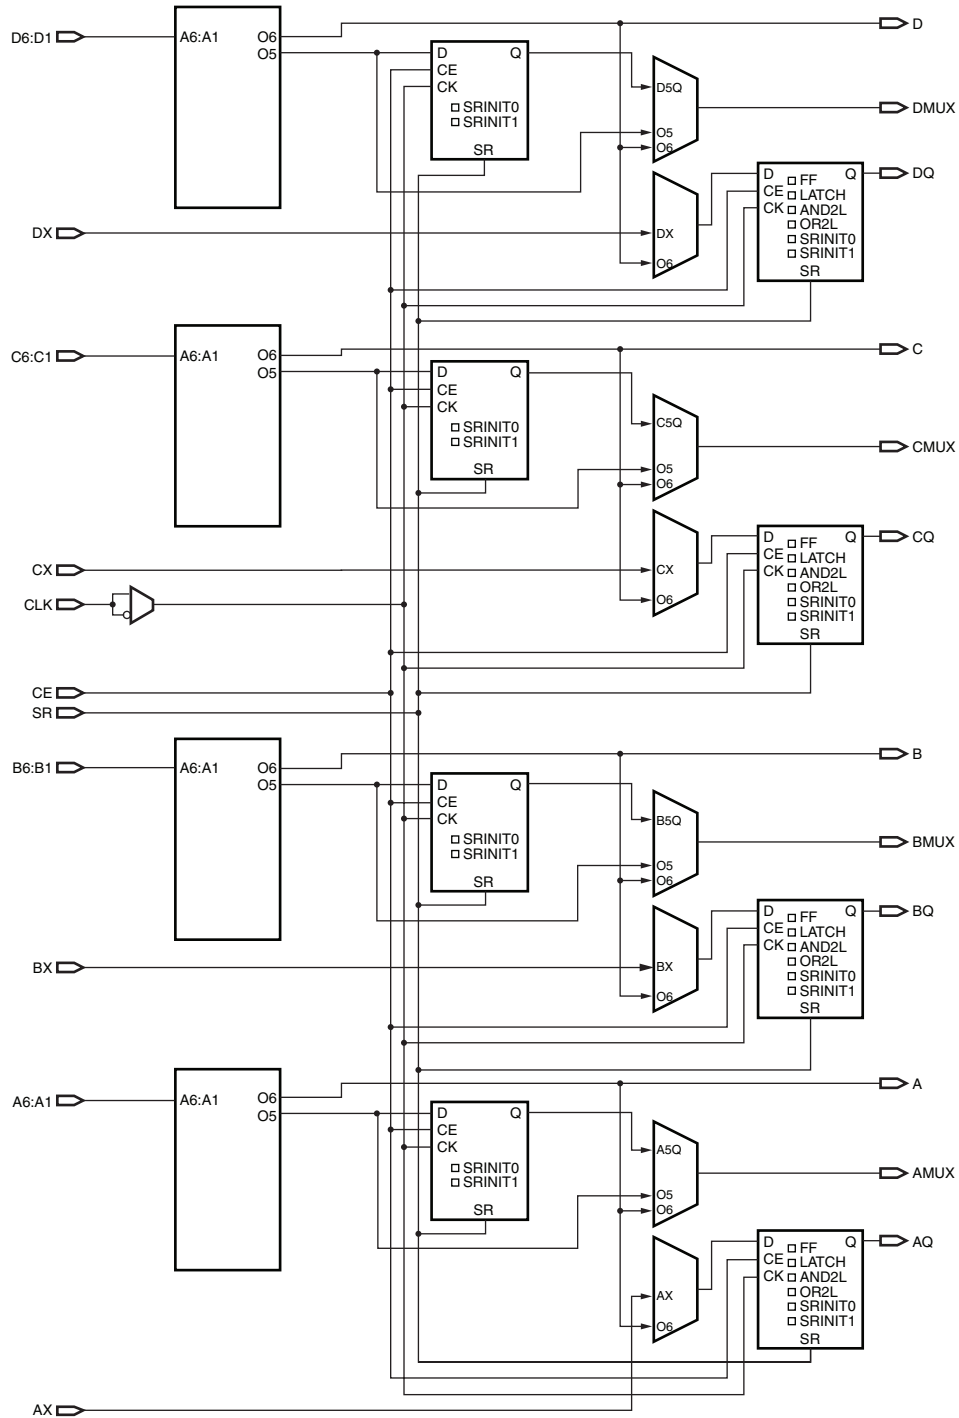 D6:D1
A6:A1
O6
O5
D
CE
CK
SRINIT0
SRINIT1
SR
Q
D5Q
O5
O6
D
DMUX
DX
DX
O6
D
CE
CK
FF
LATCH
AND2L
OR2L
SRINIT0
SRINIT1
SR
Q
DQ
C6:C1
A6:A1
O6
O5
D
CE
CK
SRINIT0
SRINIT1
SR
Q
C5Q
O5
O6
C
CMUX
CX
CX
O6
D
CE
CK
FF
LATCH
AND2L
OR2L
SRINIT0
SRINIT1
SR
Q
CQ
CLK
CE
SR
B6:B1
A6:A1
O6
O5
D
CE
CK
SRINIT0
SRINIT1
SR
Q
B5Q
O5
O6
B
BMUX
BX
BX
O6
D
CE
CK
FF
LATCH
AND2L
OR2L
SRINIT0
SRINIT1
SR
Q
BQ
A6:A1
A6:A1
O6
O5
D
CE
CK
SRINIT0
SRINIT1
SR
Q
A5Q
O5
O6
A
AMUX
AX
O6
D
CE
CK
FF
LATCH
AND2L
OR2L
SRINIT0
SRINIT1
SR
Q
AQ
AX